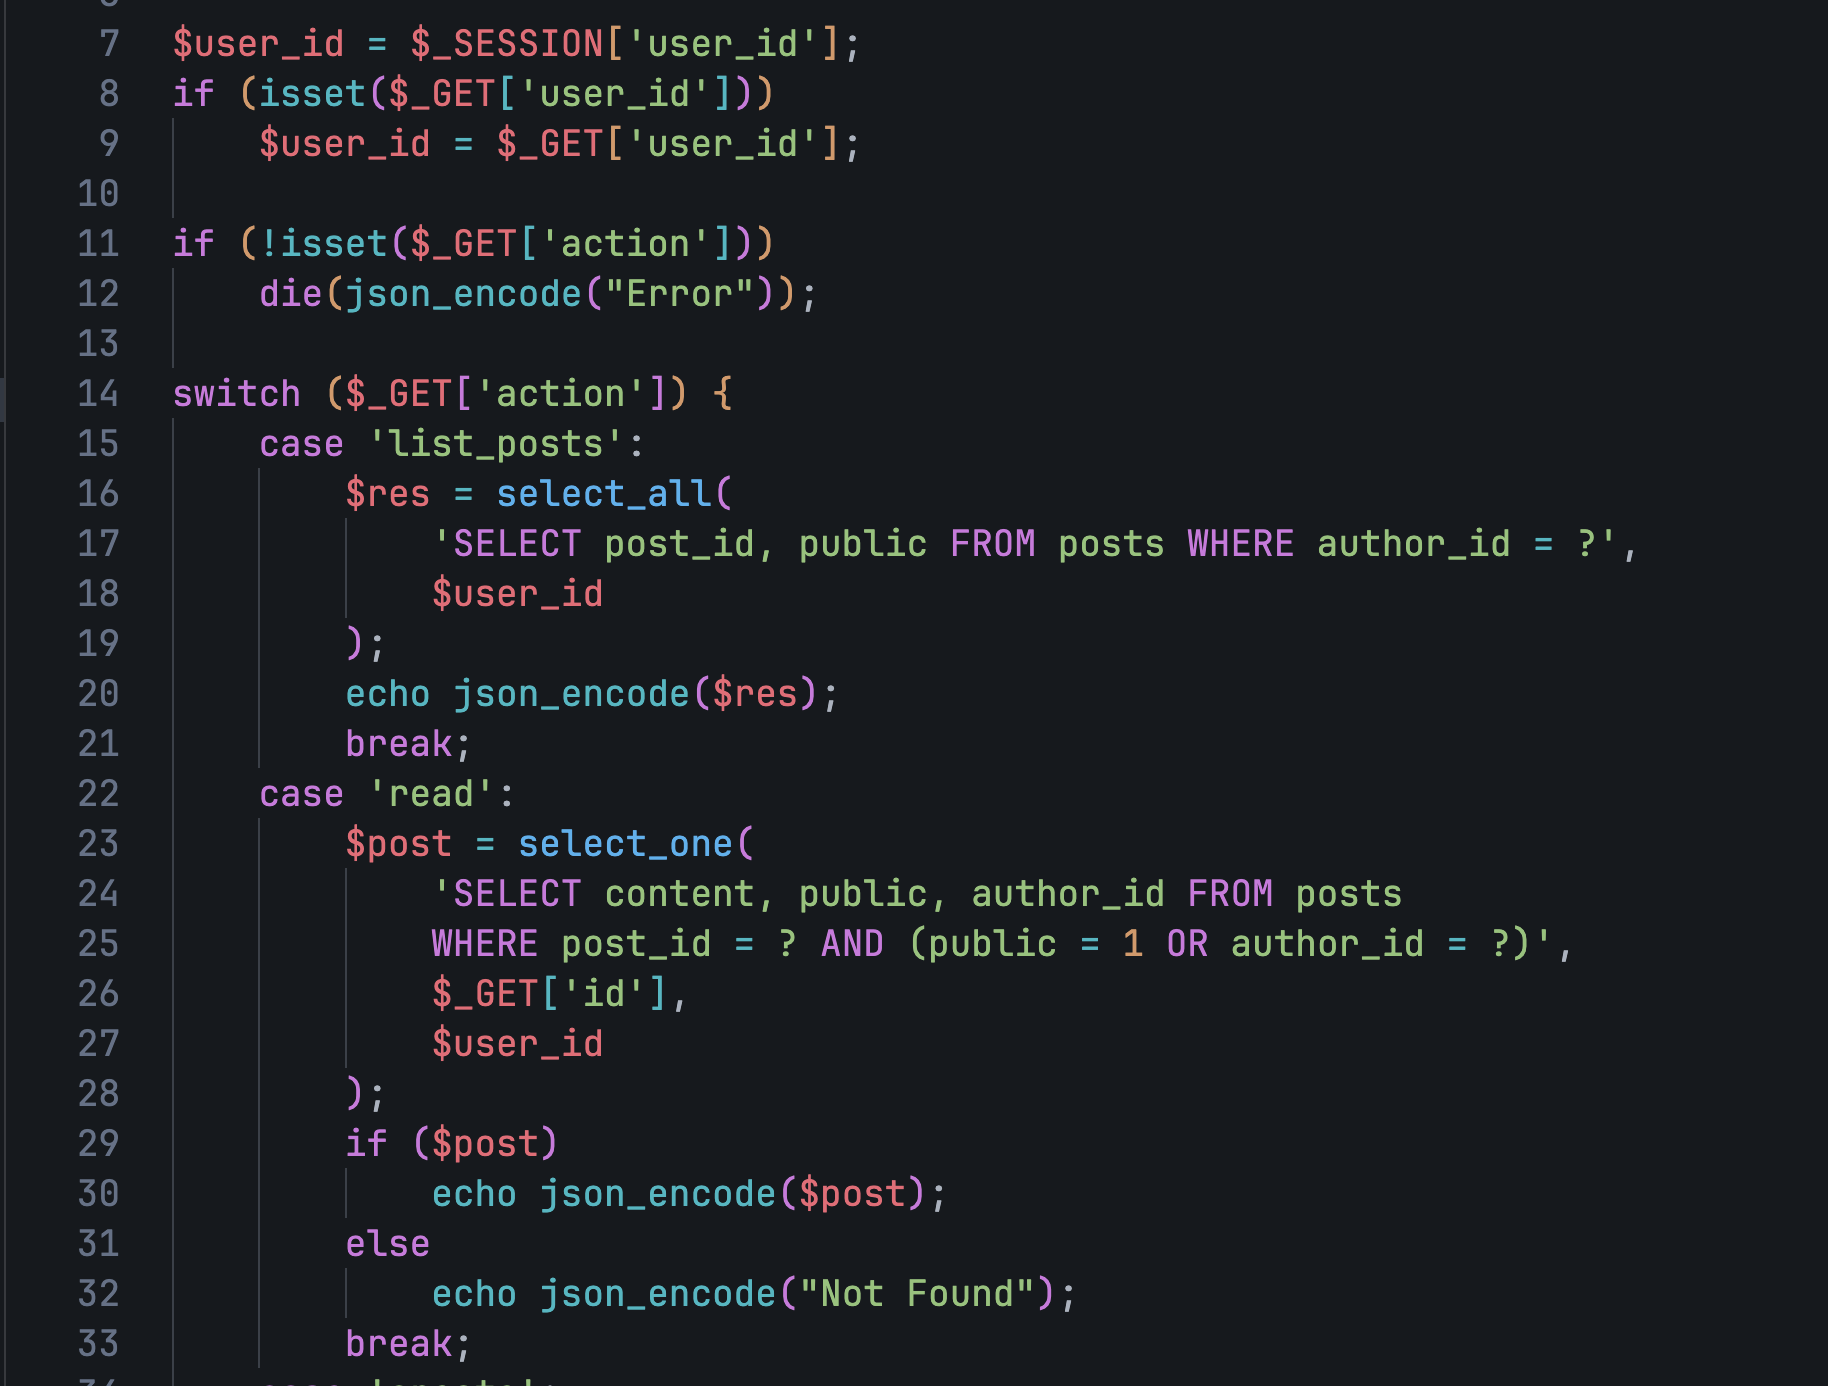 7 $user_id = $_SESSION['user_id'];
8 if (isset($_GET['user_id']))
9     $user_id = $_GET['user_id'];
10
11 if (!isset($_GET['action']))
12     die(json_encode("Error"));
13
14 switch ($_GET['action']) {
15     case 'list_posts':
16         $res = select_all(
17             'SELECT post_id, public FROM posts WHERE author_id = ?',
18             $user_id
19         );
20         echo json_encode($res);
21         break;
22     case 'read':
23         $post = select_one(
24             'SELECT content, public, author_id FROM posts
25             WHERE post_id = ? AND (public = 1 OR author_id = ?)',
26             $_GET['id'],
27             $user_id
28         );
29         if ($post)
30             echo json_encode($post);
31         else
32             echo json_encode("Not Found");
33         break;